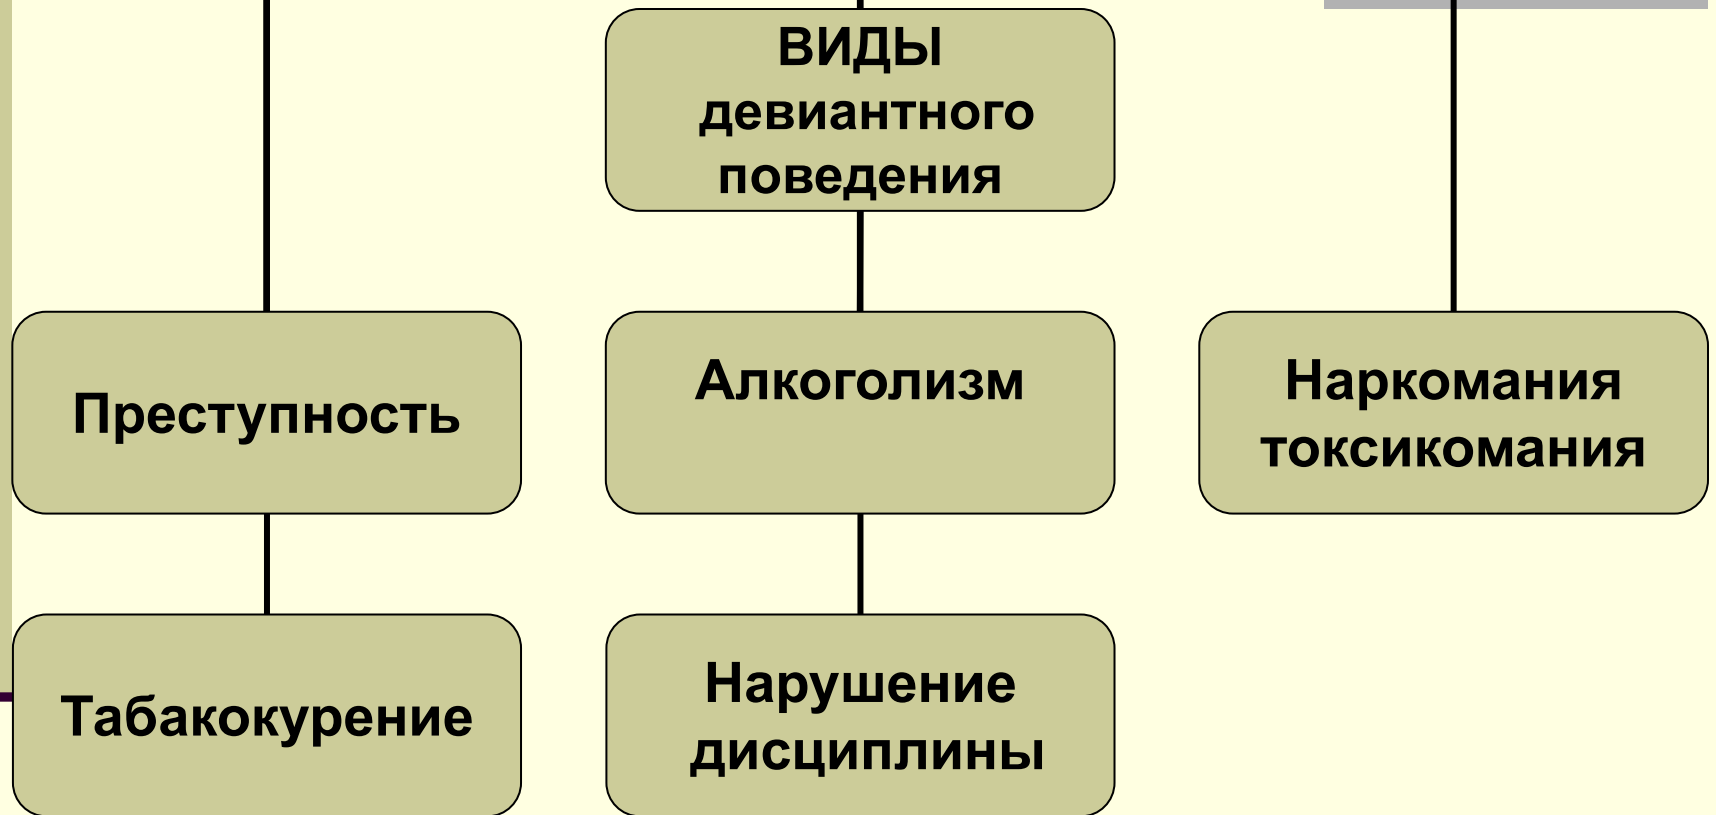 ВИДЫ
девиантного
поведения
Преступность
Алкоголизм
Наркомания
токсикомания
Табакокурение
Нарушение
дисциплины